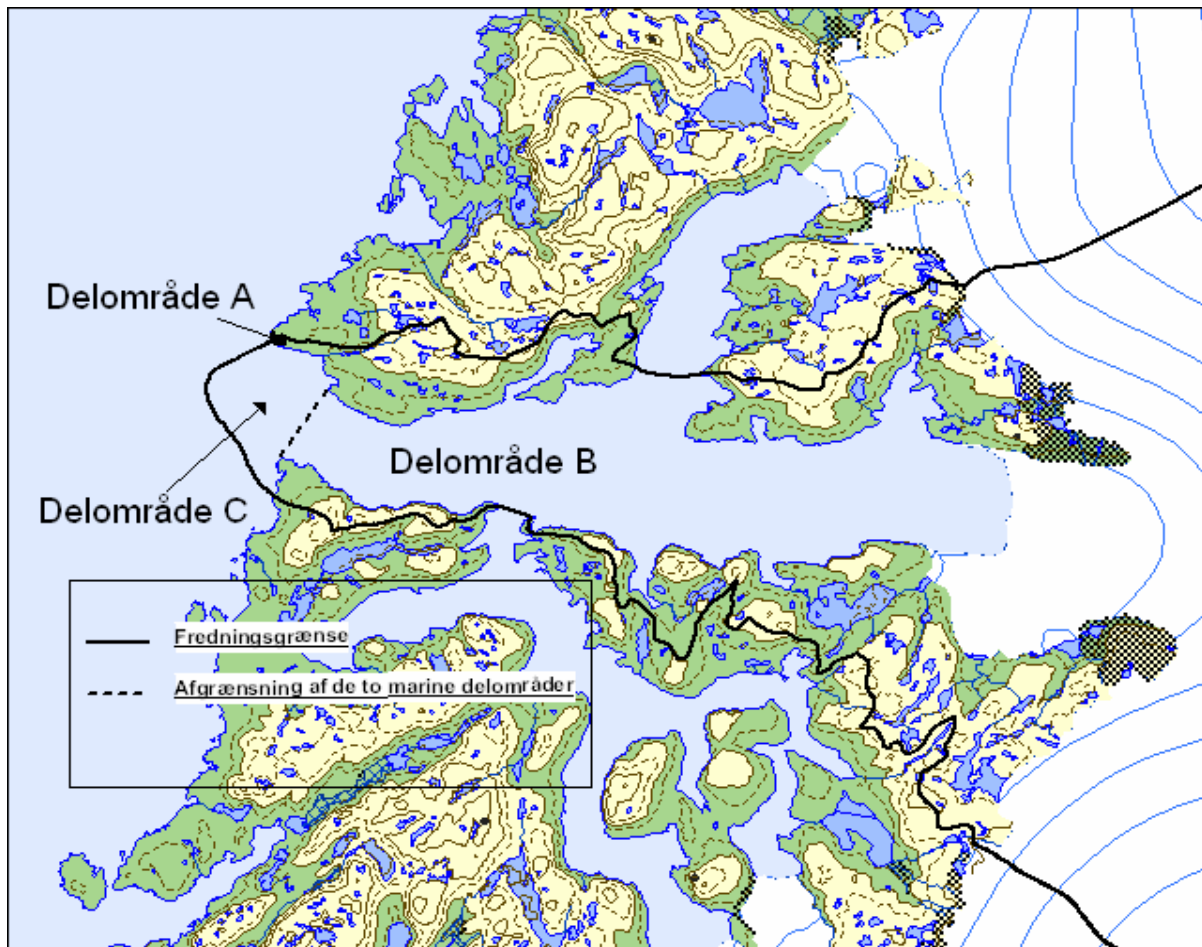 Delområde A
Delområde B
Delområde C
Fredningsgrænse
Afgrænsning af de to marine delområder